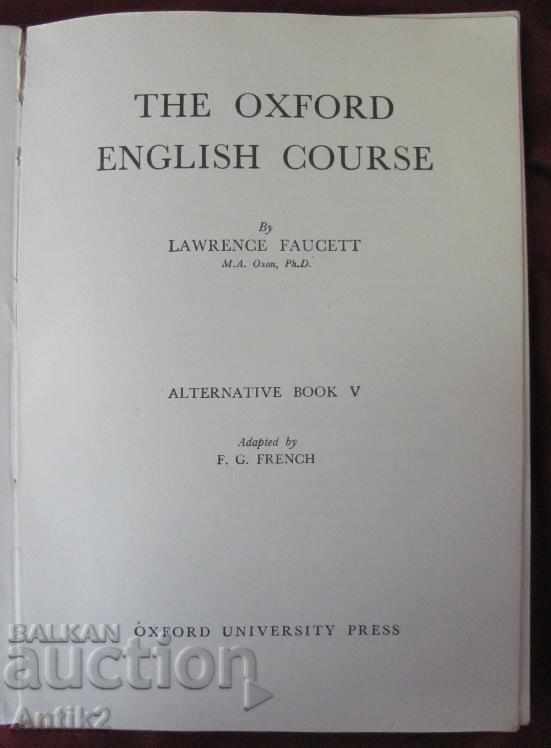 THE OXFORD
ENGLISH COURSE
By
LAWRENCE FAUCETT
M.A. Oxon, Ph.D.
ALTERNATIVE BOOK V
Adapted by
F. G. FRENCH
OXFORD UNIVERSITY PRESS
BALKAN
auction
Antik2